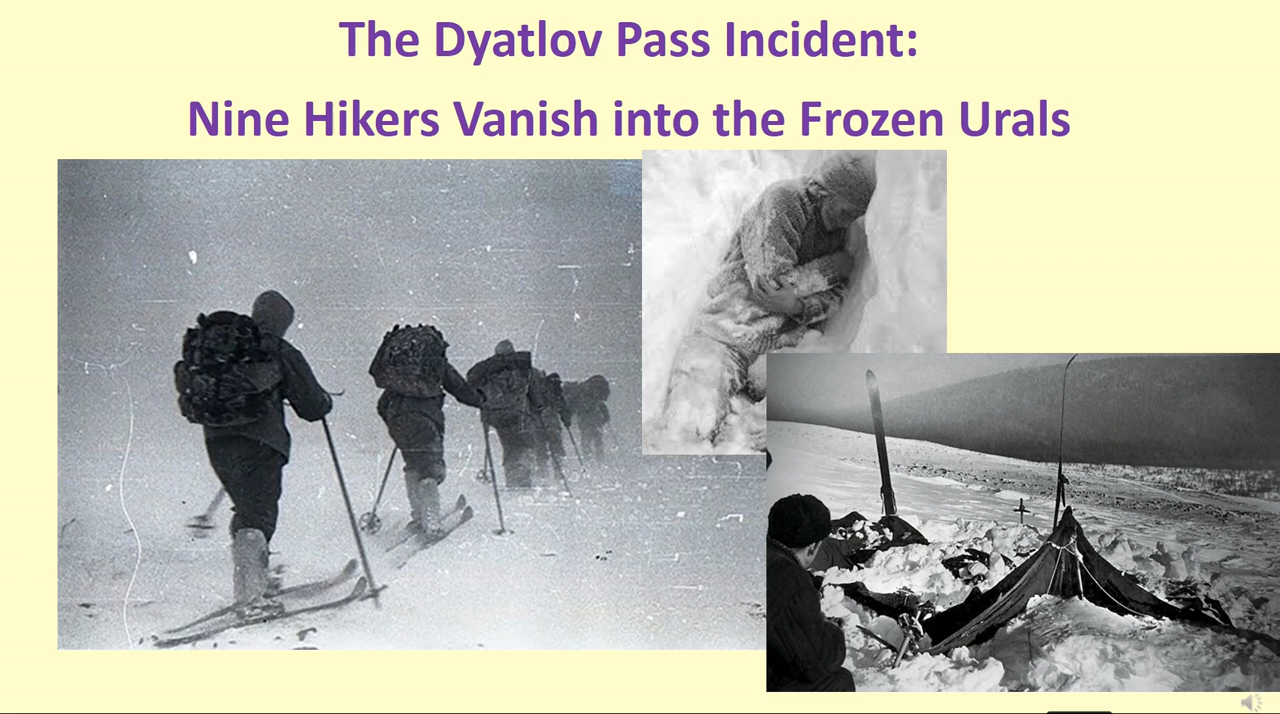 The Dyatlov Pass Incident:
Nine Hikers Vanish into the Frozen Urals